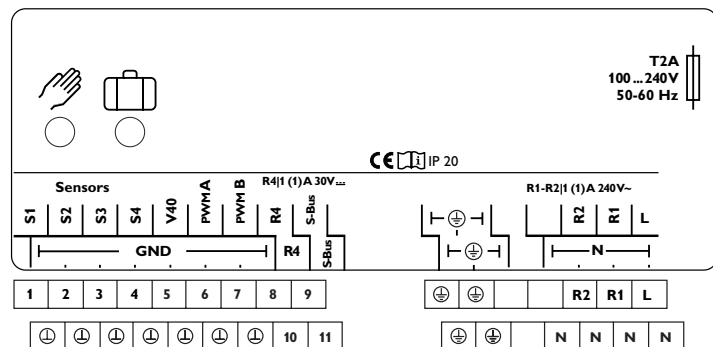 T2A
100 ... 240V
50-60 Hz
CE i IP 20
Sensors
R4|1 (1)A 30V⎓
R1-R2|1 (1)A 240V~
S1 S2 S3 S4 V40 PWM A PWM B R4 S-Bus R2 R1 L
GND R4 S-Bus N
1 2 3 4 5 6 7 8 9 R2 R1 L
10 11 N N N N